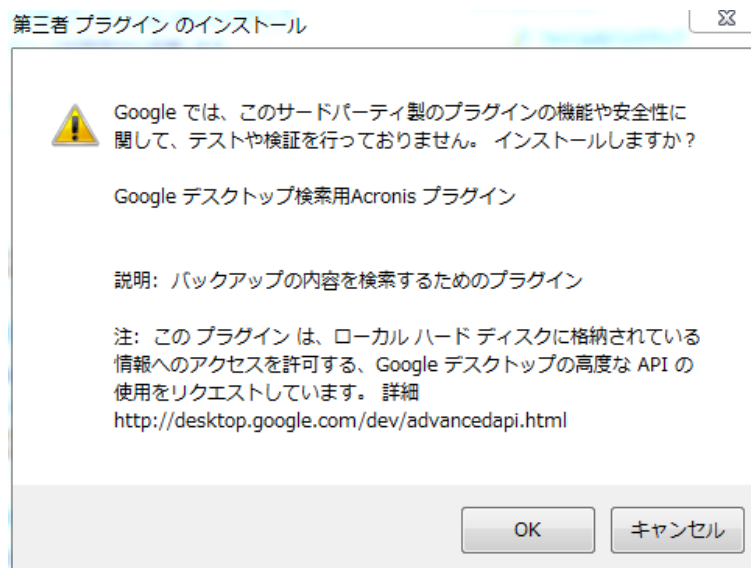 第三者 プラグイン のインストール
Google では、このサードパーティ製のプラグインの機能や安全性に
関して、テストや検証を行っておりません。 インストールしますか？
Google デスクトップ検索用Acronis プラグイン
説明: バックアップの内容を検索するためのプラグイン
注: この プラグイン は、ローカル ハード ディスクに格納されている
情報へのアクセスを許可する、Google デスクトップの高度な API の
使用をリクエストしています。 詳細
http://desktop.google.com/dev/advancedapi.html
OK
キャンセル